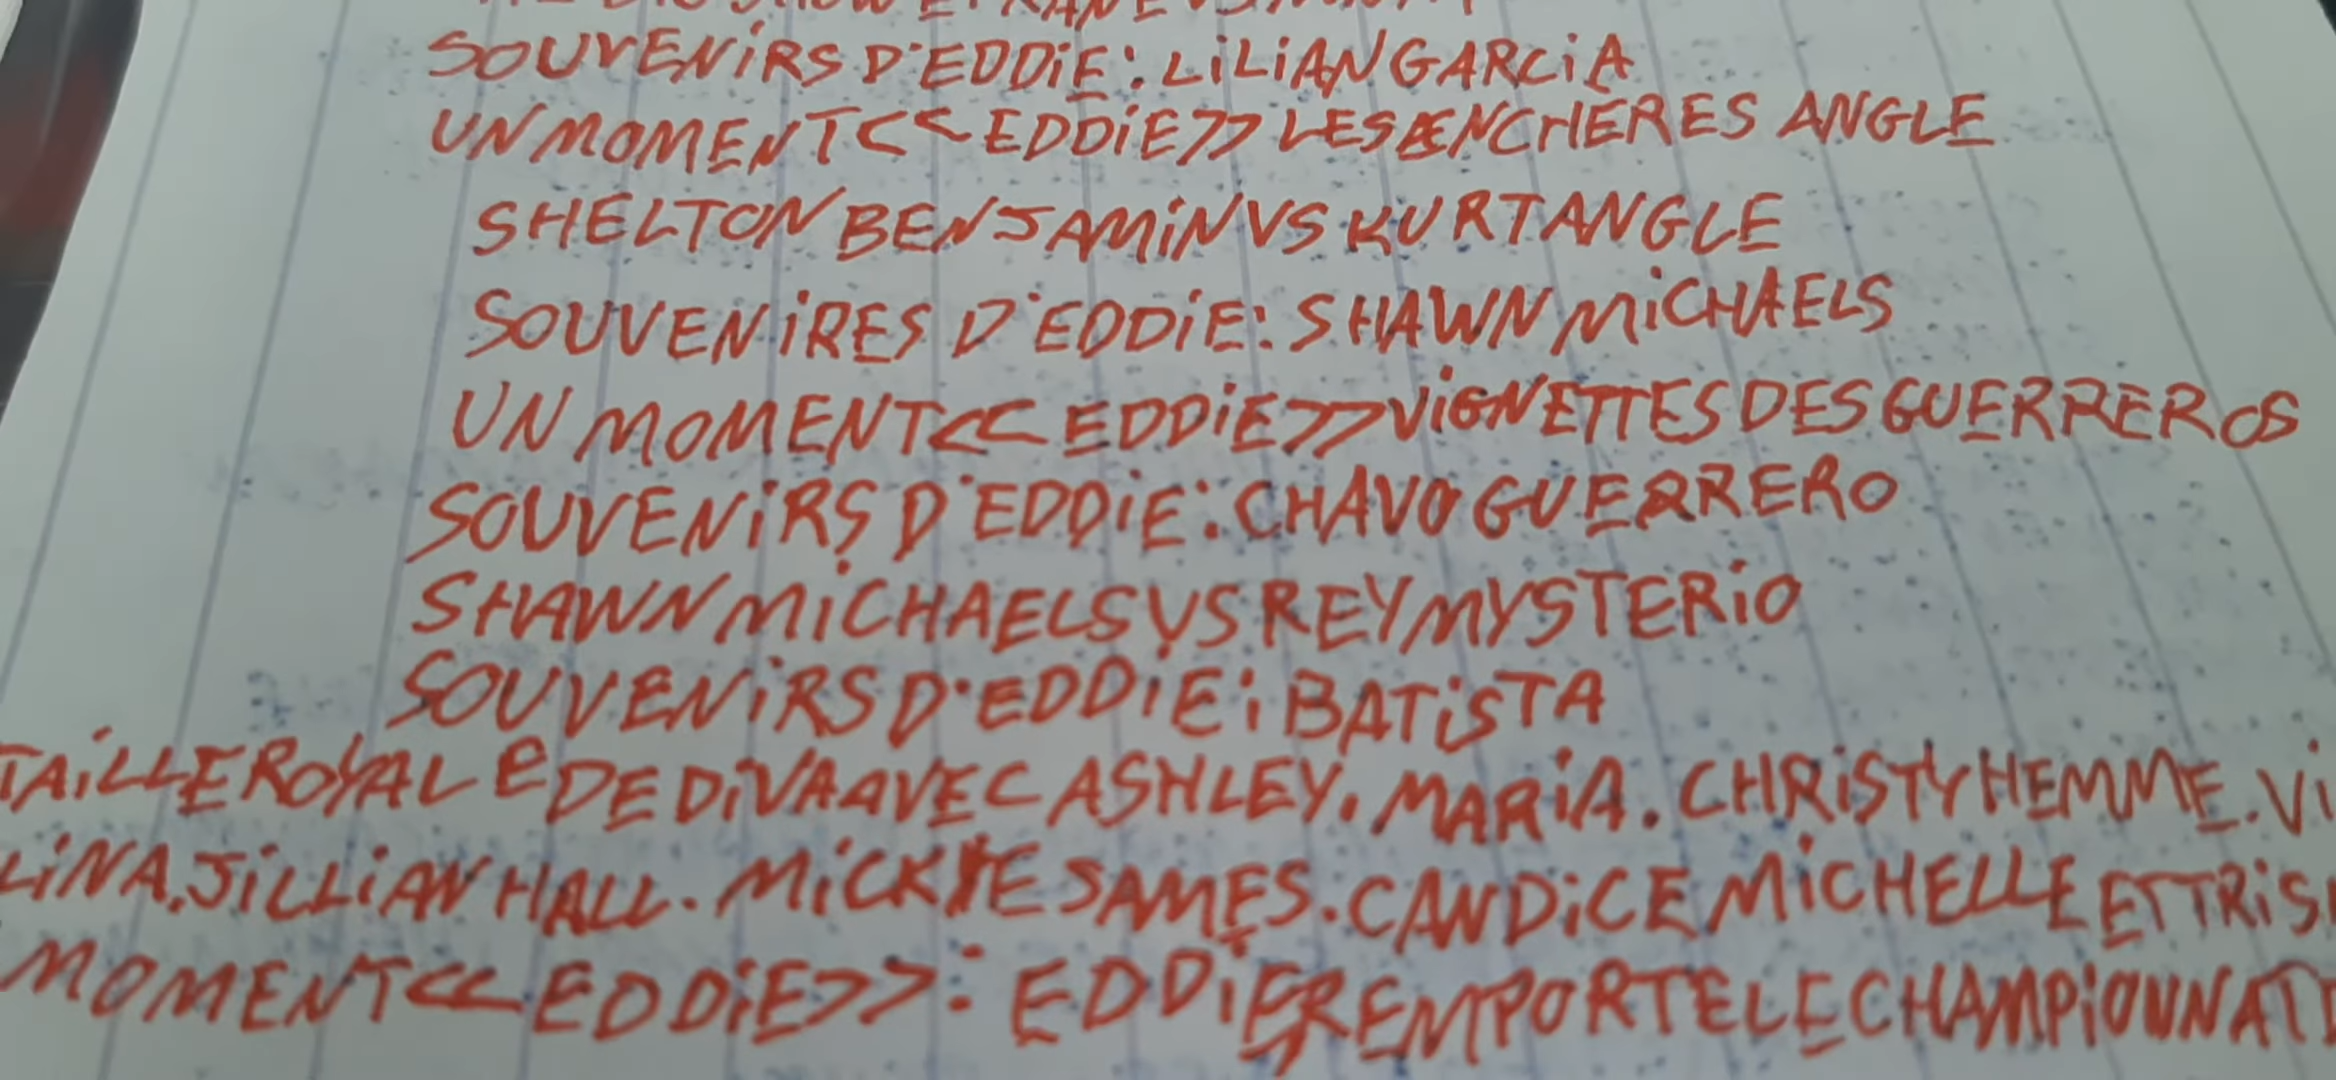 SOUVENIRS D'EDDIE: LILIAN GARCIA
UN MOMENT << EDDIE >> LES ENCHERES ANGLE
SHELTON BENJAMIN VS KURT ANGLE
SOUVENIRES D'EDDIE: SHAWN MICHAELS
UN MOMENT << EDDIE >> VIGNETTES DES GUERREROS
SOUVENIRS D'EDDIE: CHAVO GUERRERO
SHAWN MICHAELS VS REY MYSTERIO
SOUVENIRS D'EDDIE: BATISTA
TAILLE ROYALE DE DIVA AVEC ASHLEY. MARIA. CHRISTY HEMME. VI
LINA. JILLIAN HALL. MICKIE JAMES. CANDICE MICHELLE ET TRIS
MOMENT << EDDIE >>: EDDIE REMPORTE LE CHAMPIONNAT